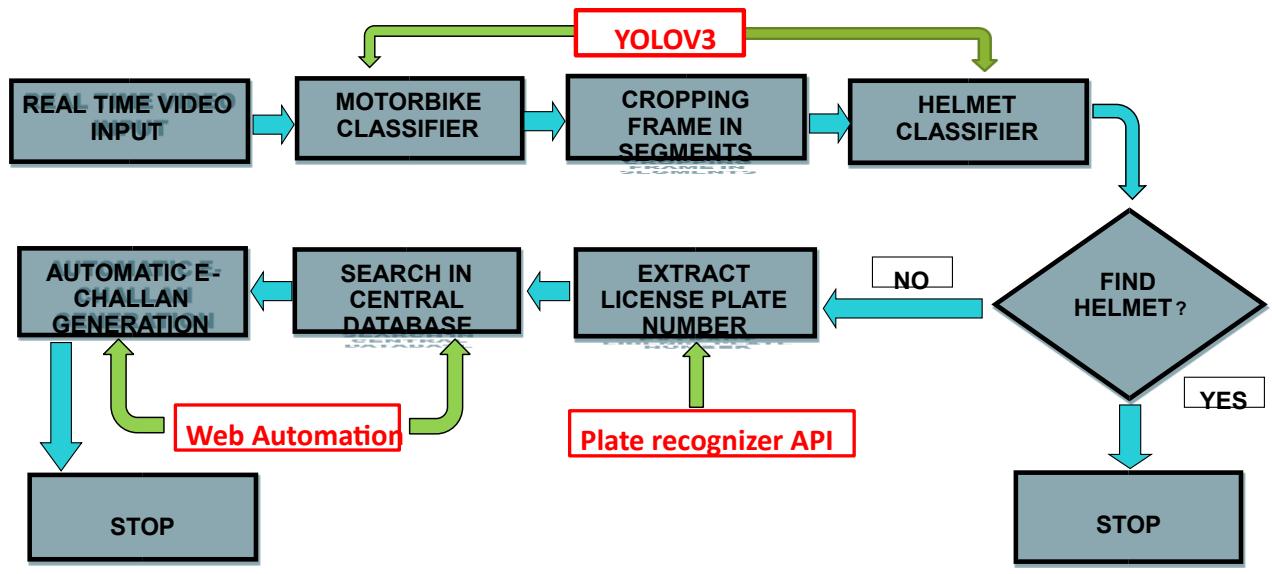 YOLOV3
REAL TIME VIDEO
INPUT
MOTORBIKE
CLASSIFIER
CROPPING
FRAME IN
SEGMENTS
HELMET
CLASSIFIER
AUTOMATIC E-
CHALLAN
GENERATION
SEARCH IN
CENTRAL
DATABASE
EXTRACT
LICENSE PLATE
NUMBER
NO
FIND
HELMET?
YES
Web Automation
Plate recognizer API
STOP
STOP